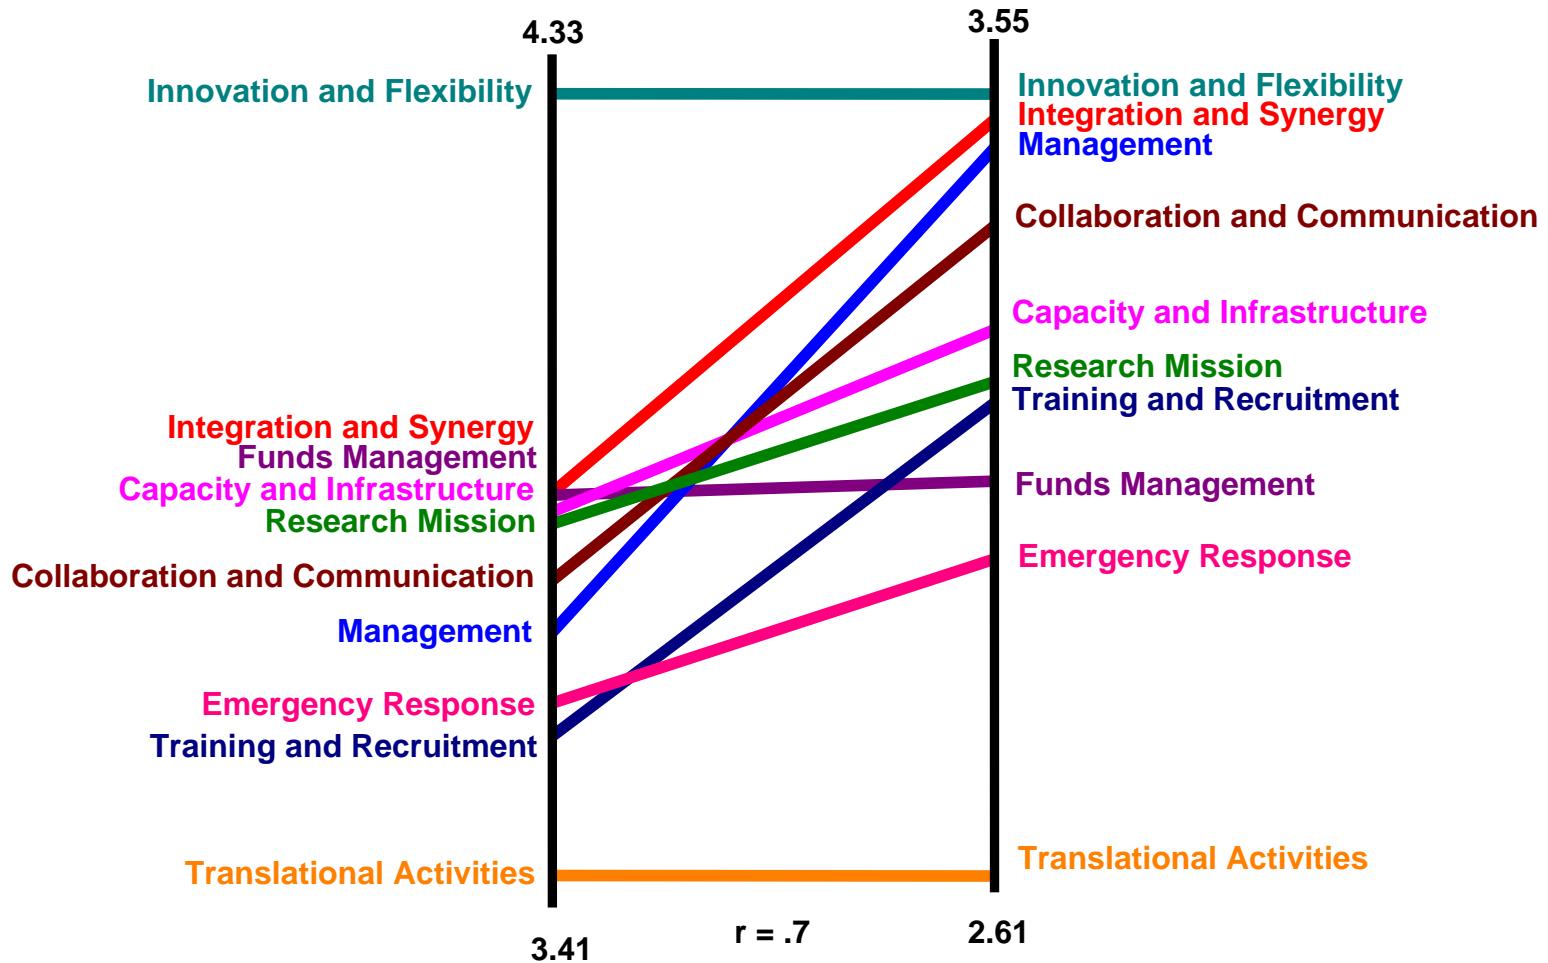 4.33
3.55
Innovation and Flexibility
Integration and Synergy
Funds Management
Capacity and Infrastructure
Research Mission
Collaboration and Communication
Management
Emergency Response
Training and Recruitment
Translational Activities
Innovation and Flexibility
Integration and Synergy
Management
Collaboration and Communication
Capacity and Infrastructure
Research Mission
Training and Recruitment
Funds Management
Emergency Response
Translational Activities
3.41
r = .7
2.61